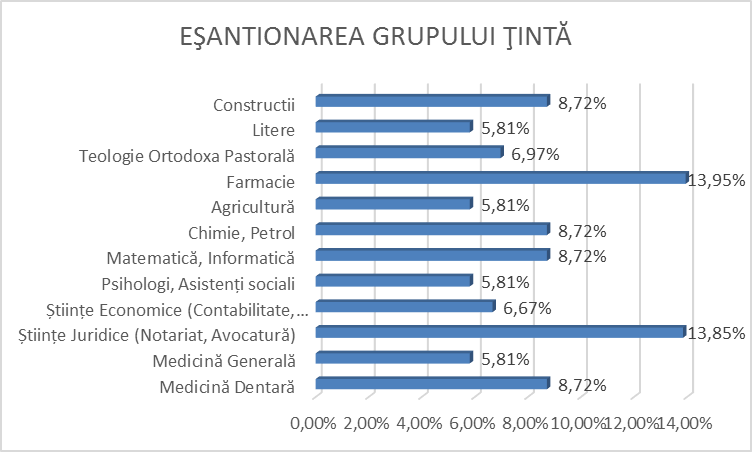 EŞANTIONAREA GRUPULUI ŢINTĂ
Constructii 8,72%
Litere 5,81%
Teologie Ortodoxa Pastorală 6,97%
Farmacie 13,95%
Agricultură 5,81%
Chimie, Petrol 8,72%
Matematică, Informatică 8,72%
Psihologi, Asistenți sociali 5,81%
Științe Economice (Contabilitate,... 6,67%
Științe Juridice (Notariat, Avocatură) 13,85%
Medicină Generală 5,81%
Medicină Dentară 8,72%
0,00% 2,00% 4,00% 6,00% 8,00% 10,00% 12,00% 14,00%